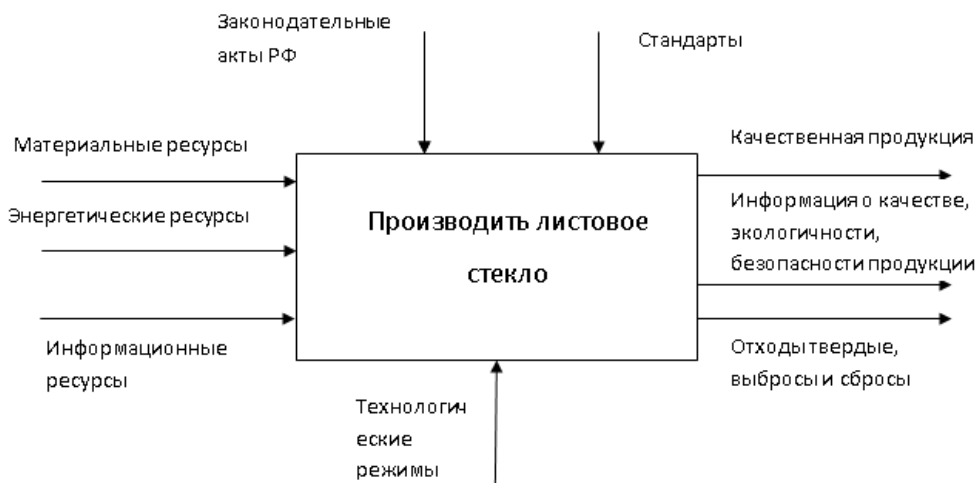 Законодательные
акты РФ
Стандарты
Материальные ресурсы
Энергетические ресурсы
Информационные
ресурсы
Производить листовое
стекло
Качественная продукция
Информация о качестве,
экологичности,
безопасности продукции
Отходы твердые,
выбросы и сбросы
Технологич
еские
режимы